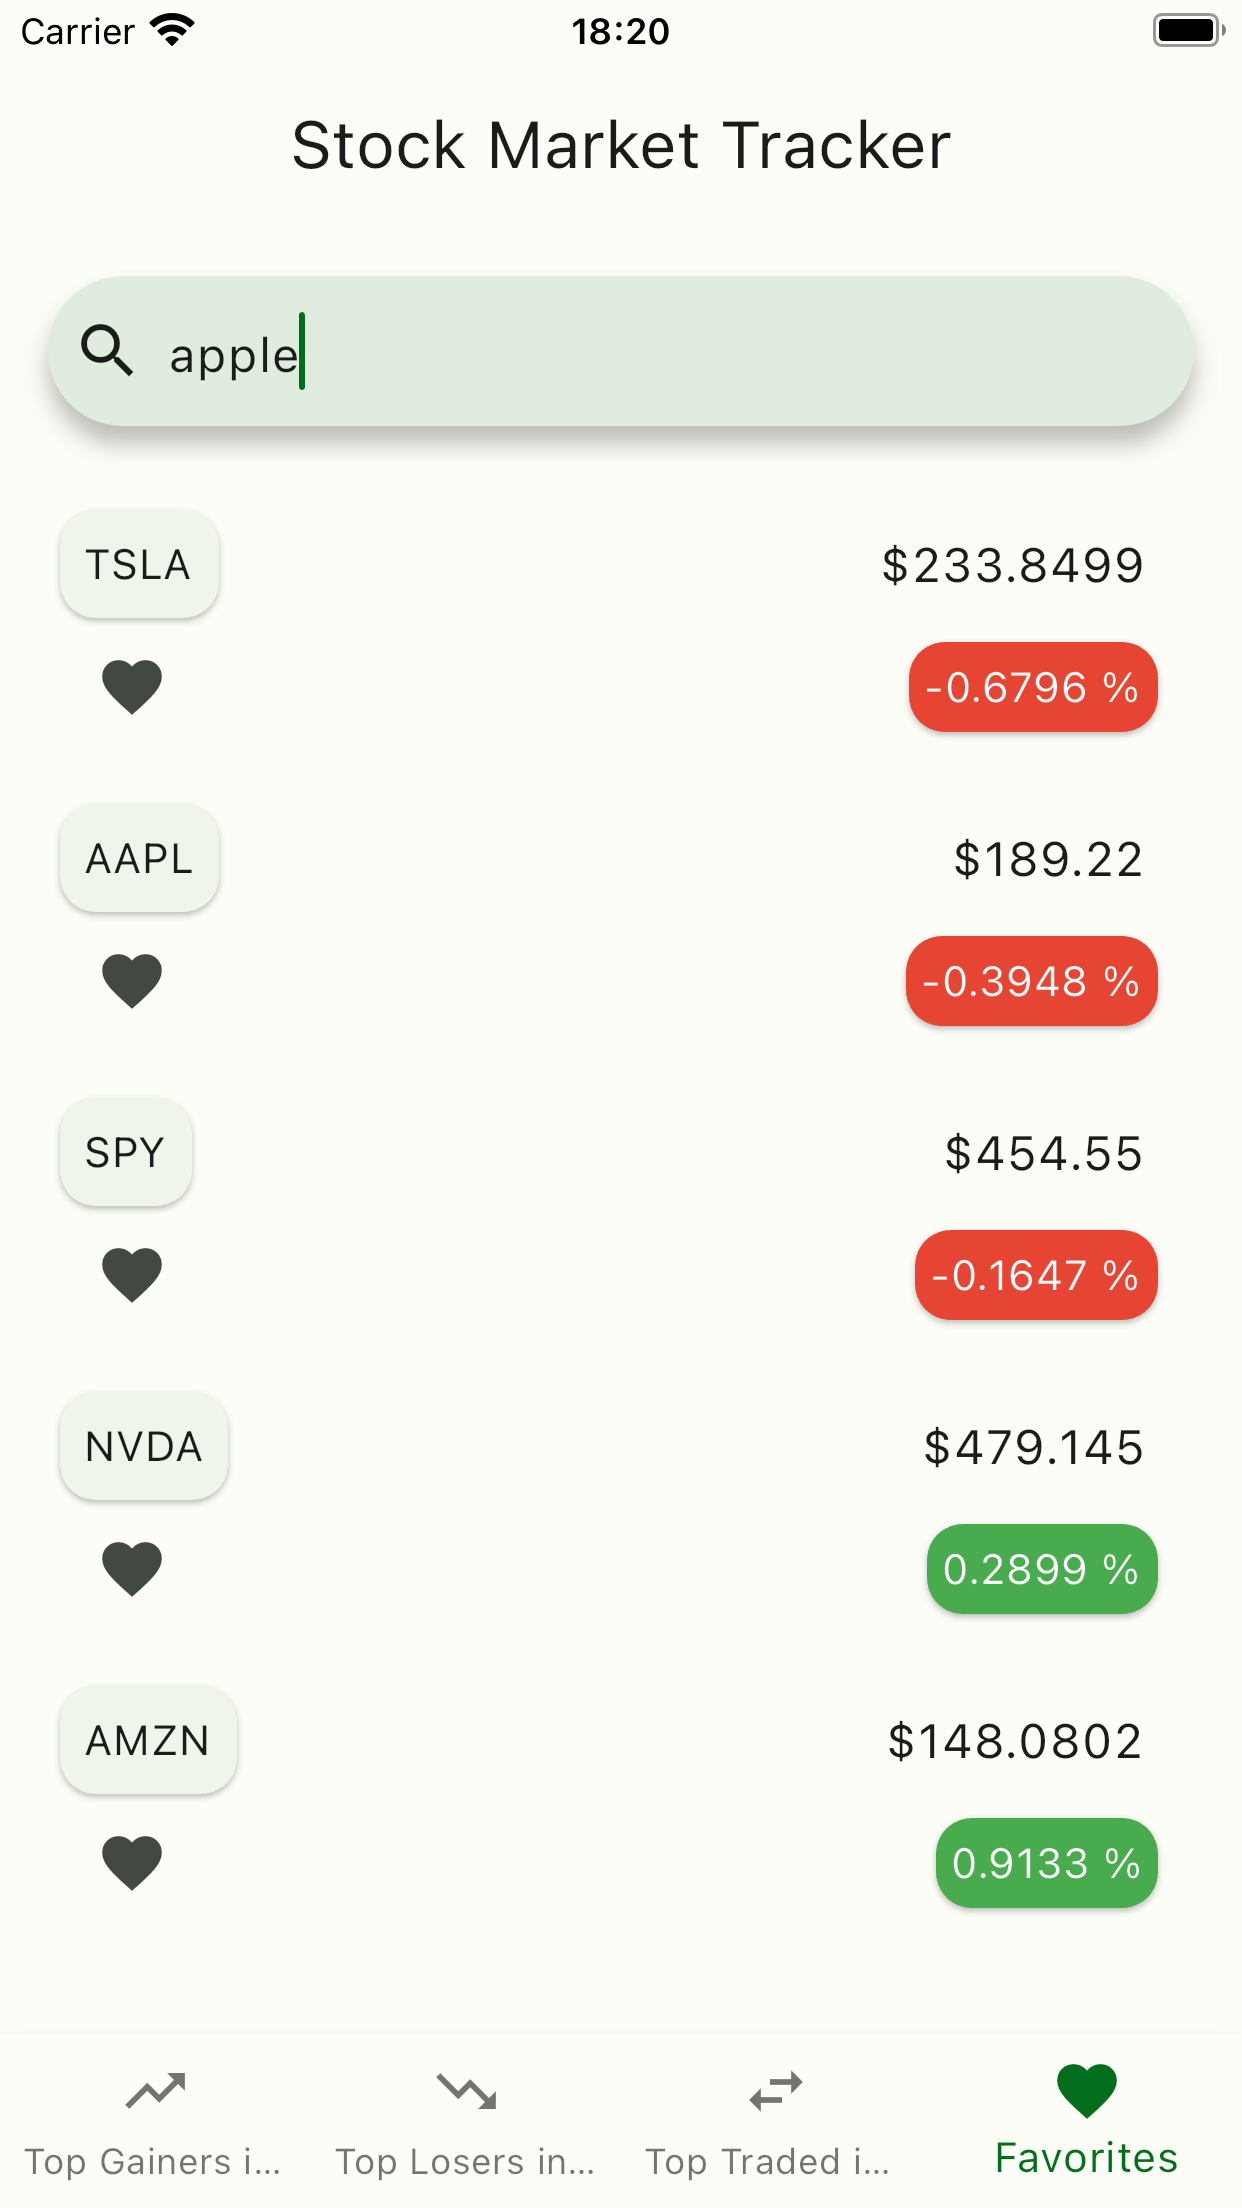 Carrier 18:20
Stock Market Tracker
apple
TSLA $233.8499
-0.6796 %
AAPL $189.22
-0.3948 %
SPY $454.55
-0.1647 %
NVDA $479.145
0.2899 %
AMZN $148.0802
0.9133 %
Top Gainers i... Top Losers in... Top Traded i... Favorites